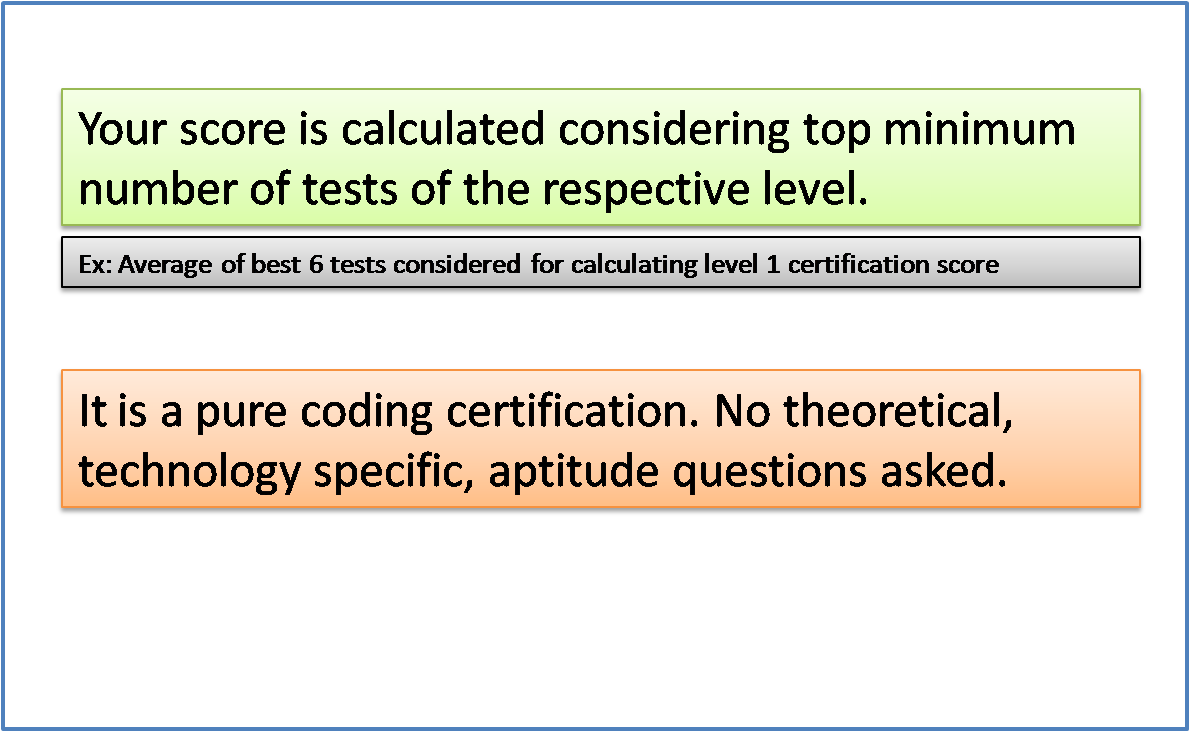 Your score is calculated considering top minimum
number of tests of the respective level.
Ex: Average of best 6 tests considered for calculating level 1 certification score
It is a pure coding certification. No theoretical,
technology specific, aptitude questions asked.